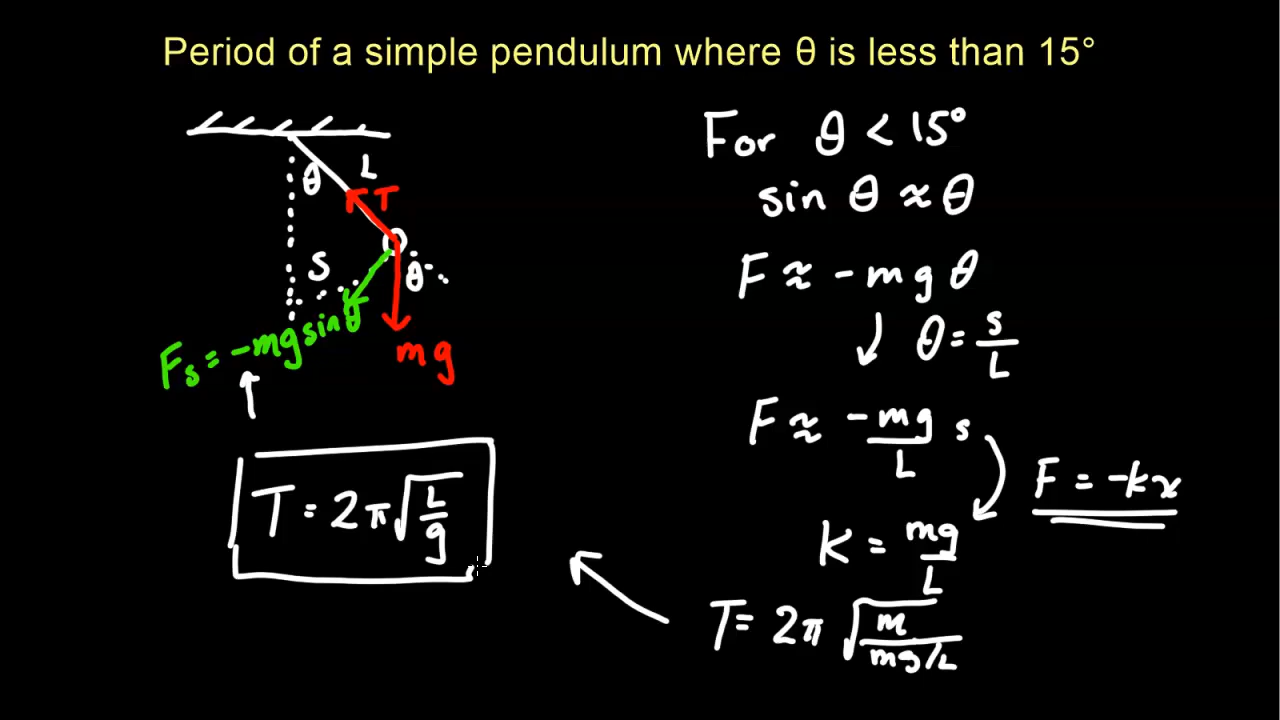 Period of a simple pendulum where θ is less than 15°
θ
L
T
S
θ
Fs = -mg sin θ
mg
T = 2π√(L/g)
For θ < 15°
sin θ ≈ θ
F ≈ -mg θ
θ = s/L
F ≈ -mg/L s
F = -kx
K = mg/L
T = 2π √(m/(mg/L))